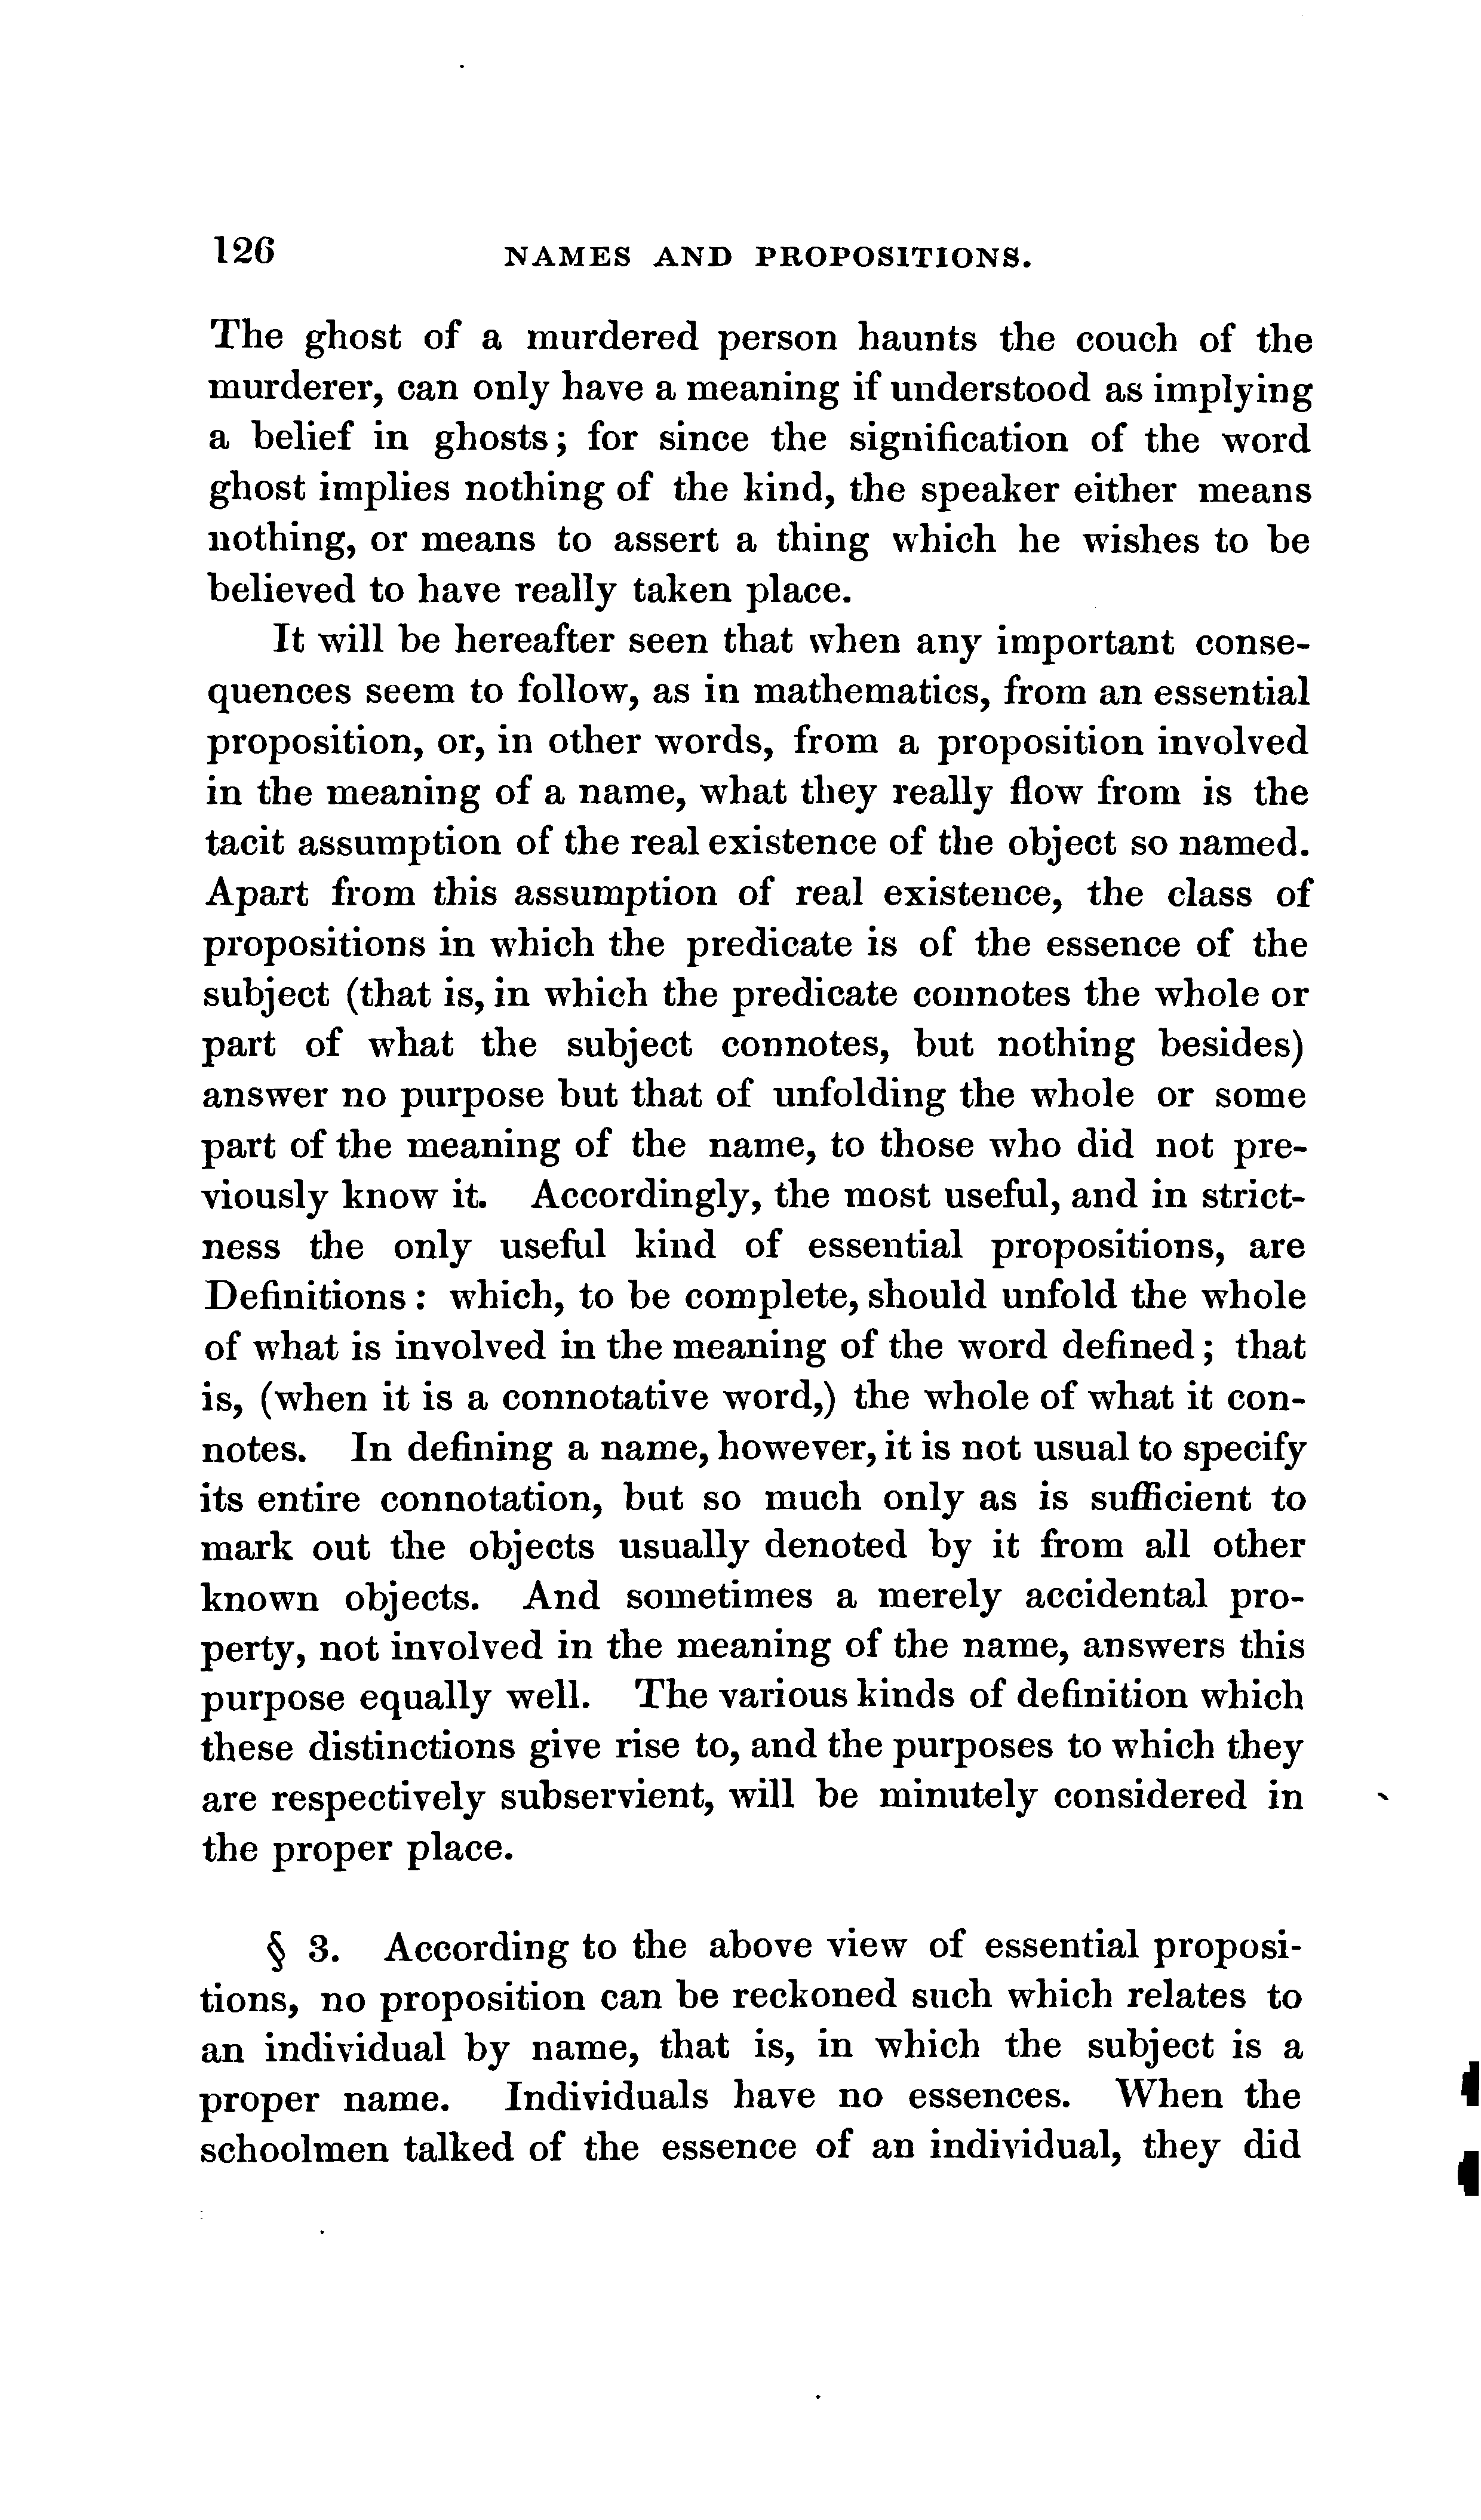 126 NAMES AND PROPOSITIONS.
The ghost of a murdered person haunts the couch of the
murderer, can only have a meaning if understood as implying
a belief in ghosts; for since the signification of the word
ghost implies nothing of the kind, the speaker either means
nothing, or means to assert a thing which he wishes to be
believed to have really taken place.
It will be hereafter seen that when any important conse-
quences seem to follow, as in mathematics, from an essential
proposition, or, in other words, from a proposition involved
in the meaning of a name, what they really flow from is the
tacit assumption of the real existence of the object so named.
Apart from this assumption of real existence, the class of
propositions in which the predicate is of the essence of the
subject (that is, in which the predicate connotes the whole or
part of what the subject connotes, but nothing besides)
answer no purpose but that of unfolding the whole or some
part of the meaning of the name, to those who did not pre-
viously know it. Accordingly, the most useful, and in strict-
ness the only useful kind of essential propositions, are
Definitions: which, to be complete, should unfold the whole
of what is involved in the meaning of the word defined; that
is, (when it is a connotative word,) the whole of what it con-
notes. In defining a name, however, it is not usual to specify
its entire connotation, but so much only as is sufficient to
mark out the objects usually denoted by it from all other
known objects. And sometimes a merely accidental pro-
perty, not involved in the meaning of the name, answers this
purpose equally well. The various kinds of definition which
these distinctions give rise to, and the purposes to which they
are respectively subservient, will be minutely considered in
the proper place.
§ 3. According to the above view of essential proposi-
tions, no proposition can be reckoned such which relates to
an individual by name, that is, in which the subject is a
proper name. Individuals have no essences. When the
schoolmen talked of the essence of an individual, they did